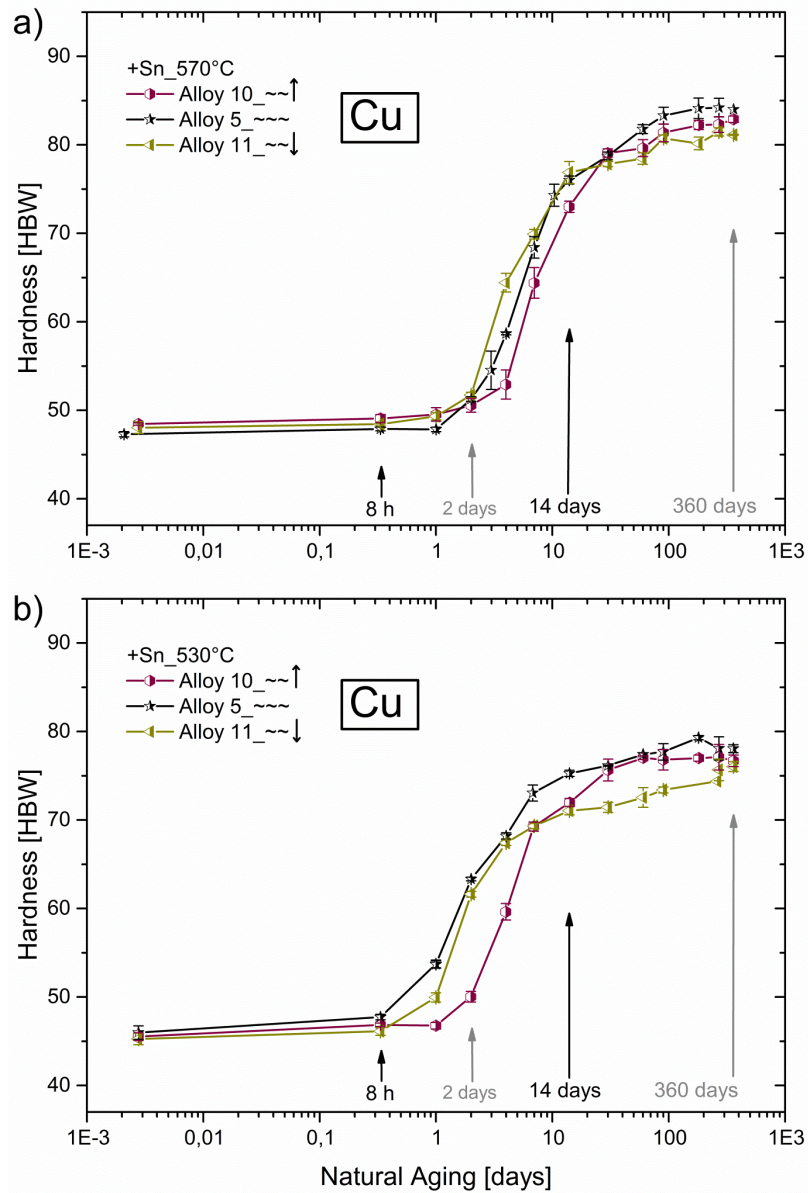 a)
90
80
70
60
50
40
Hardness [HBW]
+Sn_570°C
Alloy 10_~~↑
Alloy 5_~~~
Alloy 11_~~↓
Cu
8 h
2 days
14 days
360 days
1E-3
0,01
0,1
1
10
100
1E3
b)
90
80
70
60
50
40
Hardness [HBW]
+Sn_530°C
Alloy 10_~~↑
Alloy 5_~~~
Alloy 11_~~↓
Cu
8 h
2 days
14 days
360 days
1E-3
0,01
0,1
1
10
100
1E3
Natural Aging [days]